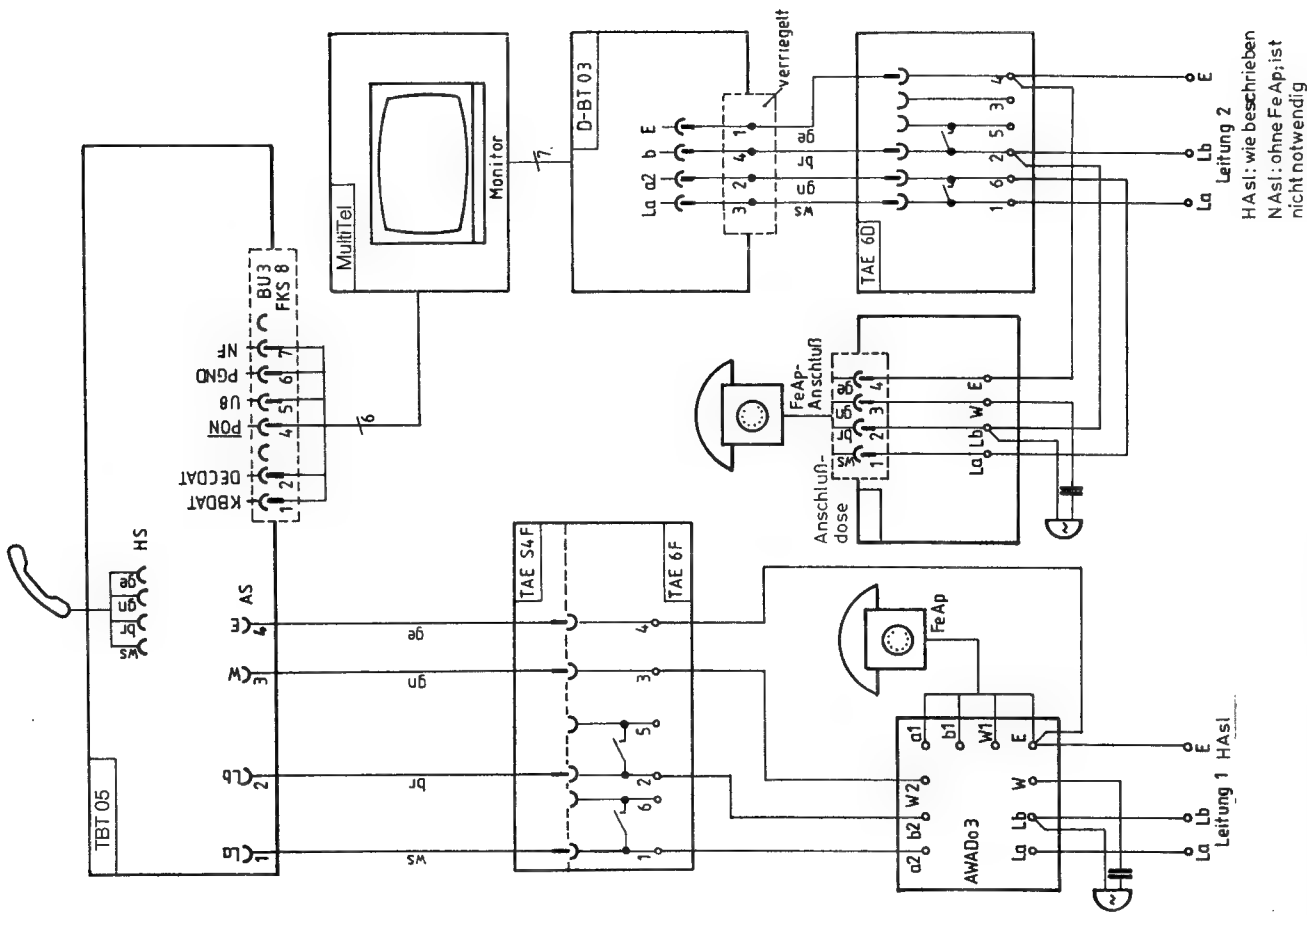 TBT 05
HS
ws
br
gn
ge
AS
La
1
Lb
2
W
3
E
4
ws
br
gn
ge
KBDAT
DECDAT
PON
U8
PGND
NF
1
2
4
5
6
7
BU3
FKS 8
6
MultiTel
Monitor
7
D-BT 03
La
a2
b
E
3
2
4
1
verriegelt
ws
gn
br
ge
TAE 6D
1
6
2
5
3
4
La
Lb
E
Leitung 2
HAsl: wie beschrieben
NAsl: ohne FeAp; ist
nicht notwendig
FeAp-
Anschluß
Anschluß-
dose
ws
br
gn
ge
1
2
3
4
La
Lb
W
E
TAE S4F
TAE 6F
1
6
2
5
3
4
FeAp
AWADo3
a2
b2
W2
a1
b1
W1
E
La
Lb
W
La
Lb
E
Leitung 1 HAsl